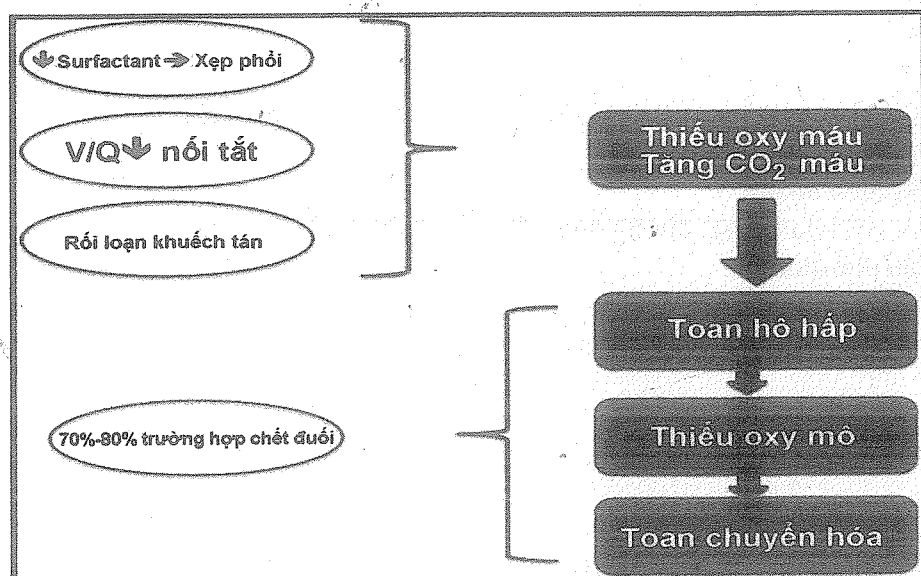 ↓ Surfactant → Xẹp phổi
V/Q↓ nối tắt
Rối loạn khuếch tán
Thiếu oxy máu
Tăng CO₂ máu
Toan hô hấp
70%-80% trường hợp chết đuối
Thiếu oxy mô
Toan chuyển hóa